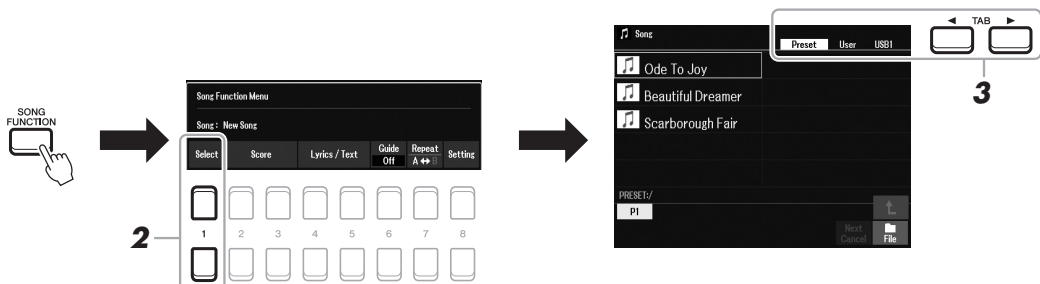 SONG
FUNCTION
Song Function Menu
Song : New Song
Select Score Lyrics / Text Guide Off Repeat A ↔ B Setting
1 2 3 4 5 6 7 8
2
Song
Preset User USB1
◄ TAB ►
3
Ode To Joy
Beautiful Dreamer
Scarborough Fair
PRESET:/
P1
Next
Cancel
File